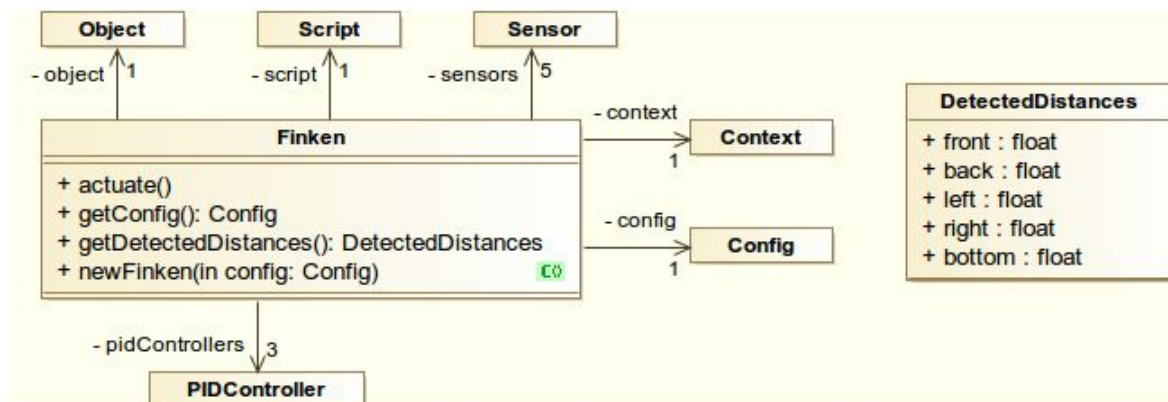 Object
Script
Sensor
- object
1
- script
1
- sensors
5
Finken
+ actuate()
+ getConfig(): Config
+ getDetectedDistances(): DetectedDistances
+ newFinken(in config: Config)
C()
- context
1
Context
- config
1
Config
DetectedDistances
+ front : float
+ back : float
+ left : float
+ right : float
+ bottom : float
- pidControllers
3
PIDController